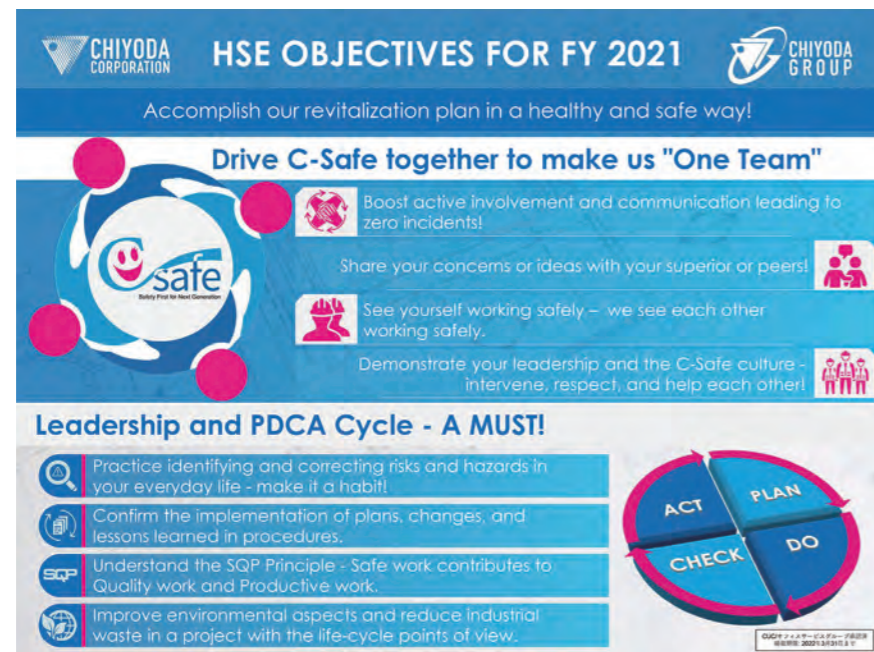 CHIYODA
CORPORATION
HSE OBJECTIVES FOR FY 2021
CHIYODA
GROUP
Accomplish our revitalization plan in a healthy and safe way!
Drive C-Safe together to make us "One Team"
C-safe
Safety First for Next Generation
Boost active involvement and communication leading to
zero incidents!
Share your concerns or ideas with your superior or peers!
See yourself working safely – we see each other
working safely.
Demonstrate your leadership and the C-Safe culture -
intervene, respect, and help each other!
Leadership and PDCA Cycle - A MUST!
Practice identifying and correcting risks and hazards in
your everyday life - make it a habit!
Confirm the implementation of plans, changes, and
lessons learned in procedures.
SQP
Understand the SQP Principle - Safe work contributes to
Quality work and Productive work.
Improve environmental aspects and reduce industrial
waste in a project with the life-cycle points of view.
ACT
PLAN
CHECK
DO